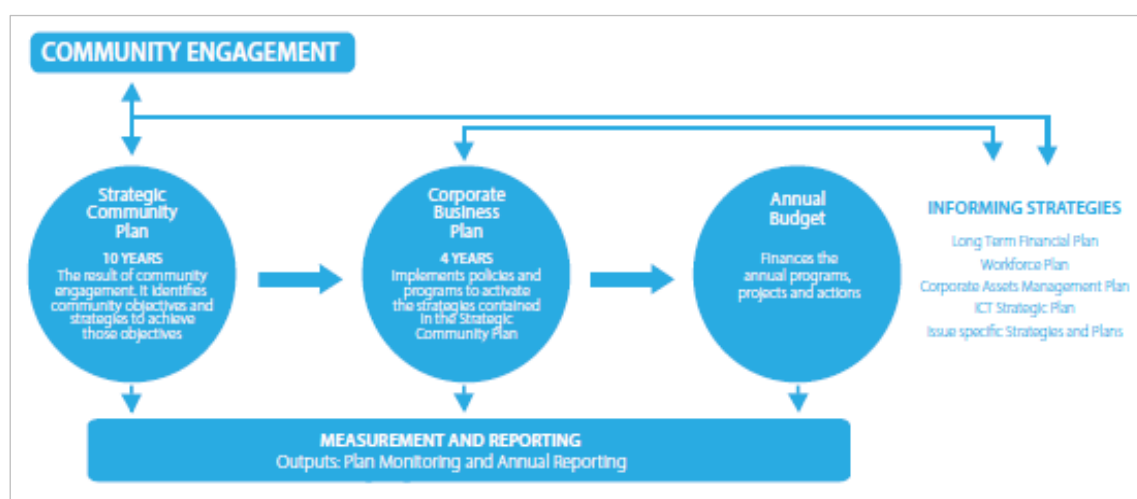 COMMUNITY ENGAGEMENT
Strategic
Community
Plan
10 YEARS
The result of community
engagement. It identifies
community objectives and
strategies to achieve
those objectives
Corporate
Business
Plan
4 YEARS
Implements policies and
programs to activate
the strategies contained
in the Strategic
Community Plan
Annual
Budget
Finances the
annual programs,
projects and actions
INFORMING STRATEGIES
Long Term Financial Plan
Workforce Plan
Corporate Assets Management Plan
ICT Strategic Plan
Issue specific Strategies and Plans
MEASUREMENT AND REPORTING
Outputs: Plan Monitoring and Annual Reporting